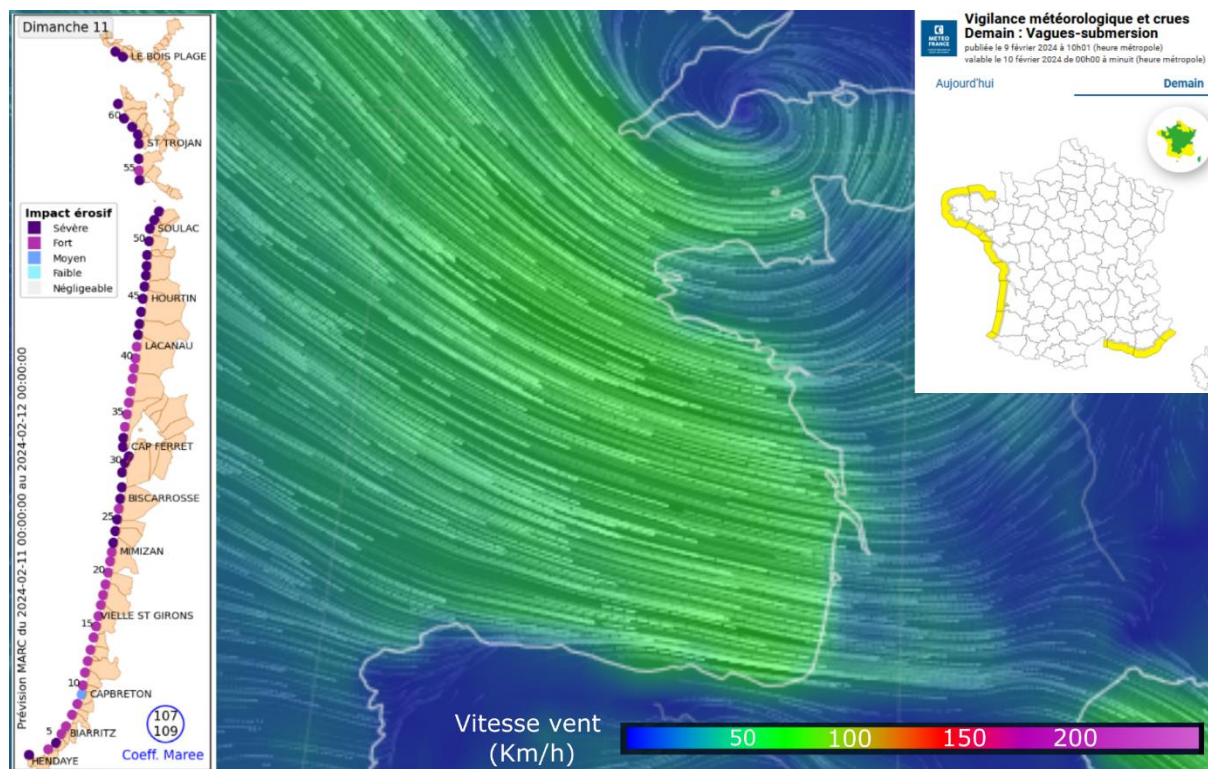 Dimanche 11
LE BOIS PLAGE
60
ST TROJAN
55
Impact érosif
Sévère
Fort
Moyen
Faible
Négligeable
SOULAC
50
45
HOURTIN
LACANAU
40
35
CAP FERRET
30
BISCARROSSE
25
MIMIZAN
20
VIELLE ST GIRONS
15
10
CAPBRETON
5
BIARRITZ
HENDAYE
107
109
Coeff. Maree
Prévision MARC du 2024-02-11 00:00:00 au 2024-02-12 00:00:00
METEO
FRANCE
Vigilance météorologique et crues
Demain : Vagues-submersion
publiée le 9 février 2024 à 10h01 (heure métropole)
valable le 10 février 2024 de 00h00 à minuit (heure métropole)
Aujourd'hui
Demain
Vitesse vent
(Km/h)
50
100
150
200